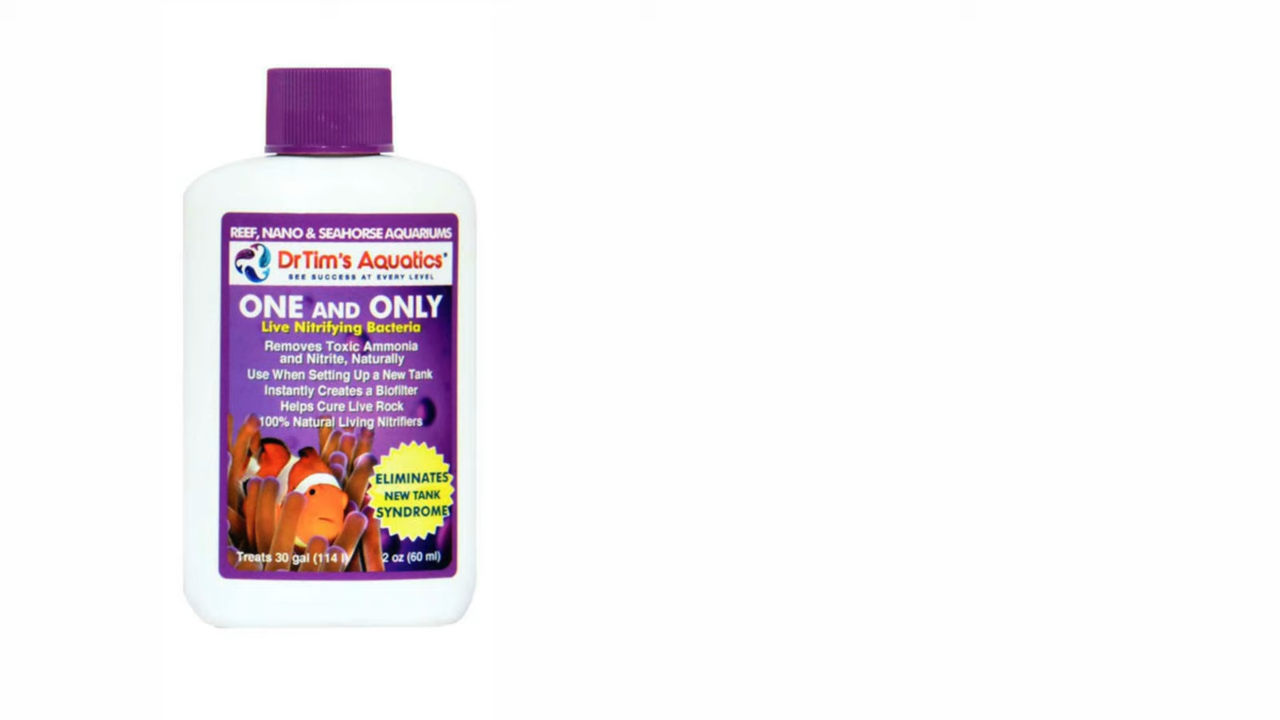 REEF, NANO & SEAHORSE AQUARIUMS
DrTim's Aquatics
SEE SUCCESS AT EVERY LEVEL
ONE AND ONLY
Live Nitrifying Bacteria
Removes Toxic Ammonia
and Nitrite, Naturally
Use When Setting Up a New Tank
Instantly Creates a Biofilter
Helps Cure Live Rock
100% Natural Living Nitrifiers
ELIMINATES
NEW TANK
SYNDROME
Treats 30 gal (114 l) 2 oz (60 ml)